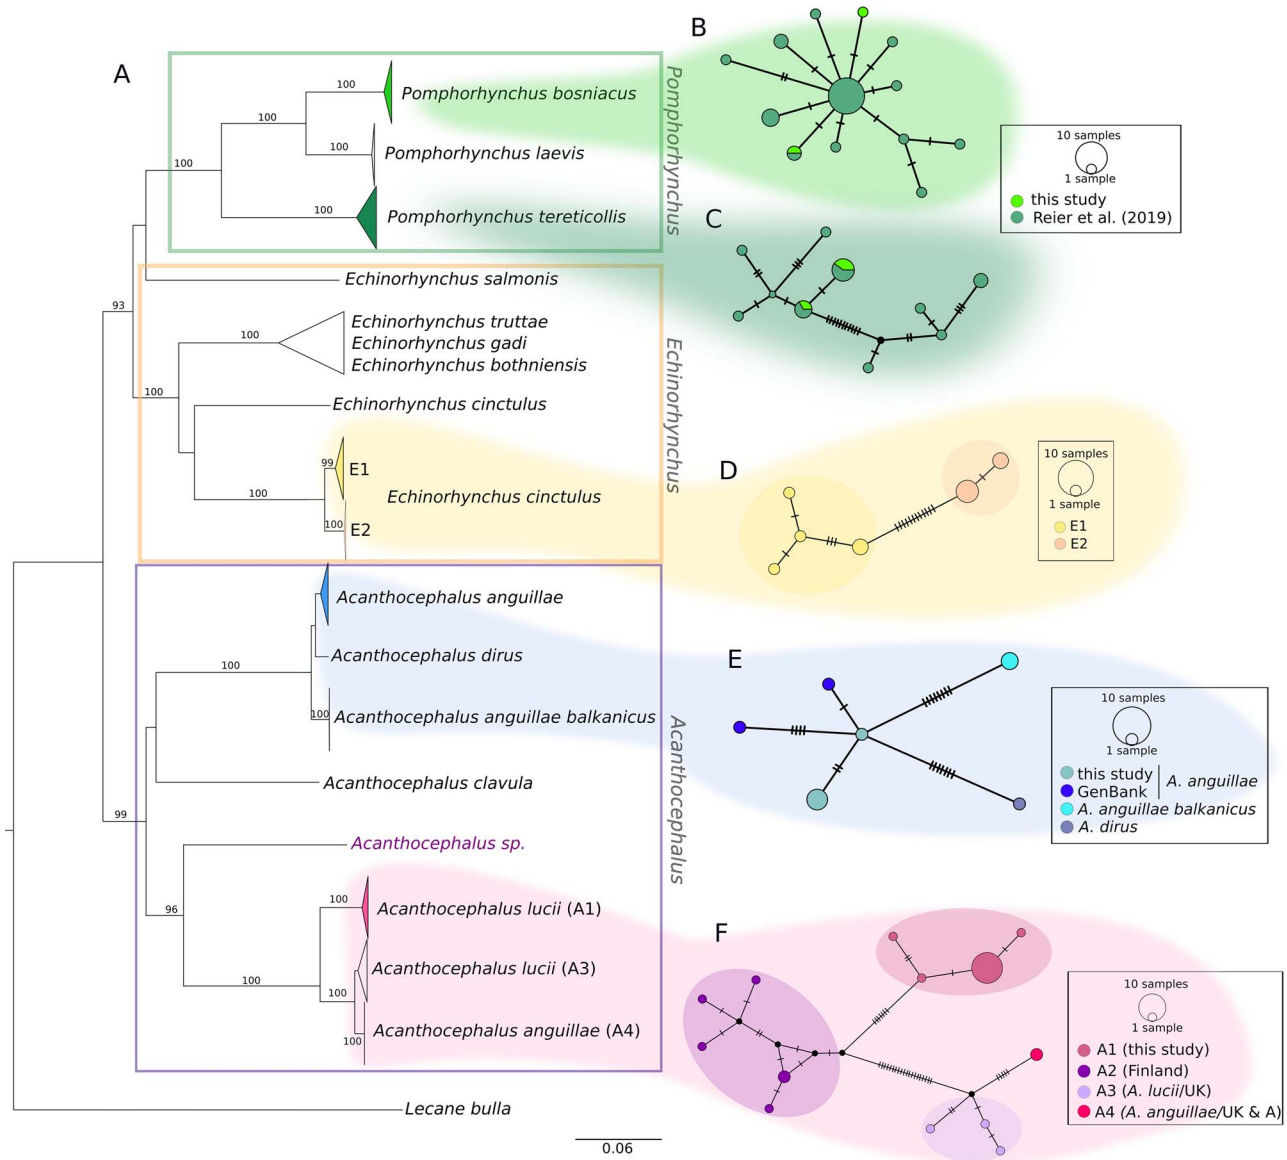 A
100
Pomphorhynchus bosniacus
100
100
Pomphorhynchus laevis
100
100
Pomphorhynchus tereticollis
Pomphorhynchus
Echinorhynchus salmonis
93
Echinorhynchus truttae
100
Echinorhynchus gadi
Echinorhynchus bothniensis
100
Echinorhynchus cinctulus
99
E1
100
Echinorhynchus cinctulus
100
E2
Echinorhynchus
Acanthocephalus anguillae
Acanthocephalus dirus
100
100
Acanthocephalus anguillae balkanicus
Acanthocephalus clavula
99
Acanthocephalus sp.
100
Acanthocephalus lucii (A1)
96
Acanthocephalus lucii (A3)
100
100
Acanthocephalus anguillae (A4)
100
Acanthocephalus
Lecane bulla
0.06
B
10 samples
1 sample
this study
Reier et al. (2019)
C
D
10 samples
1 sample
E1
E2
E
10 samples
1 sample
this study
GenBank
A. anguillae
A. anguillae balkanicus
A. dirus
F
10 samples
1 sample
A1 (this study)
A2 (Finland)
A3 (A. lucii/UK)
A4 (A. anguillae/UK & A)